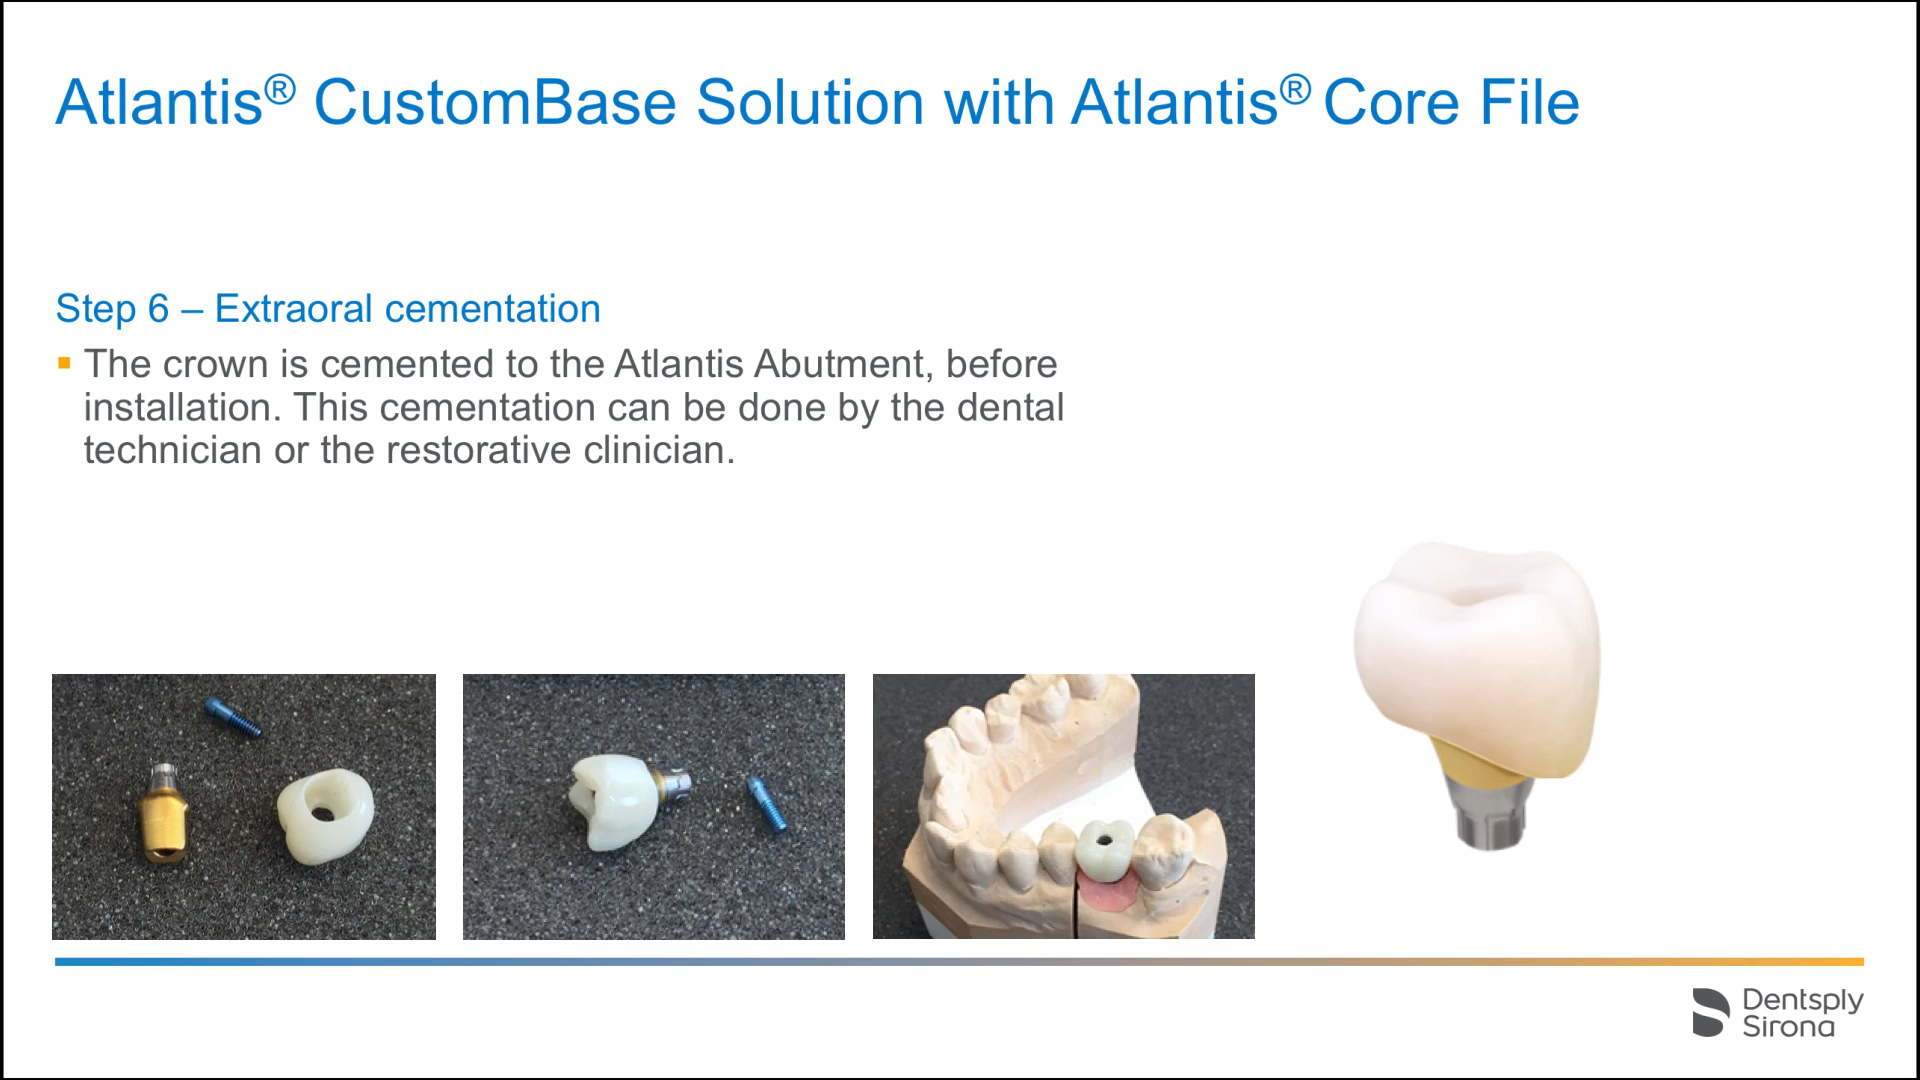 Atlantis® CustomBase Solution with Atlantis® Core File
Step 6 – Extraoral cementation
▪ The crown is cemented to the Atlantis Abutment, before
installation. This cementation can be done by the dental
technician or the restorative clinician.
Dentsply
Sirona